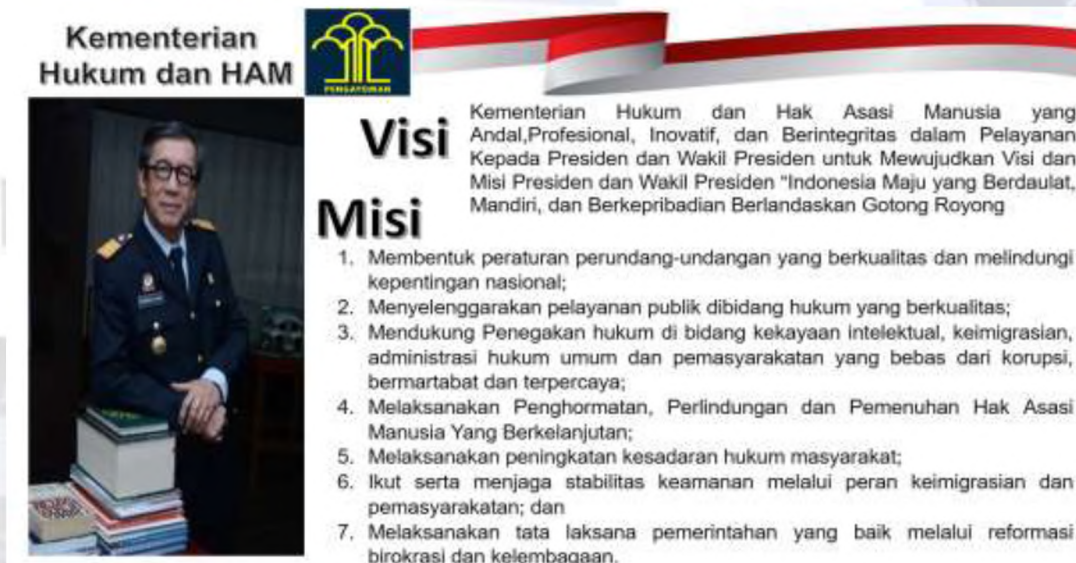 Kementerian
Hukum dan HAM
PENGAYOMAN
Visi
Kementerian Hukum dan Hak Asasi Manusia yang
Andal,Profesional, Inovatif, dan Berintegritas dalam Pelayanan
Kepada Presiden dan Wakil Presiden untuk Mewujudkan Visi dan
Misi Presiden dan Wakil Presiden "Indonesia Maju yang Berdaulat,
Mandiri, dan Berkepribadian Berlandaskan Gotong Royong
Misi
1. Membentuk peraturan perundang-undangan yang berkualitas dan melindungi
kepentingan nasional;
2. Menyelenggarakan pelayanan publik dibidang hukum yang berkualitas;
3. Mendukung Penegakan hukum di bidang kekayaan intelektual, keimigrasian,
administrasi hukum umum dan pemasyarakatan yang bebas dari korupsi,
bermartabat dan terpercaya;
4. Melaksanakan Penghormatan, Perlindungan dan Pemenuhan Hak Asasi
Manusia Yang Berkelanjutan;
5. Melaksanakan peningkatan kesadaran hukum masyarakat;
6. Ikut serta menjaga stabilitas keamanan melalui peran keimigrasian dan
pemasyarakatan; dan
7. Melaksanakan tata laksana pemerintahan yang baik melalui reformasi
birokrasi dan kelembagaan.